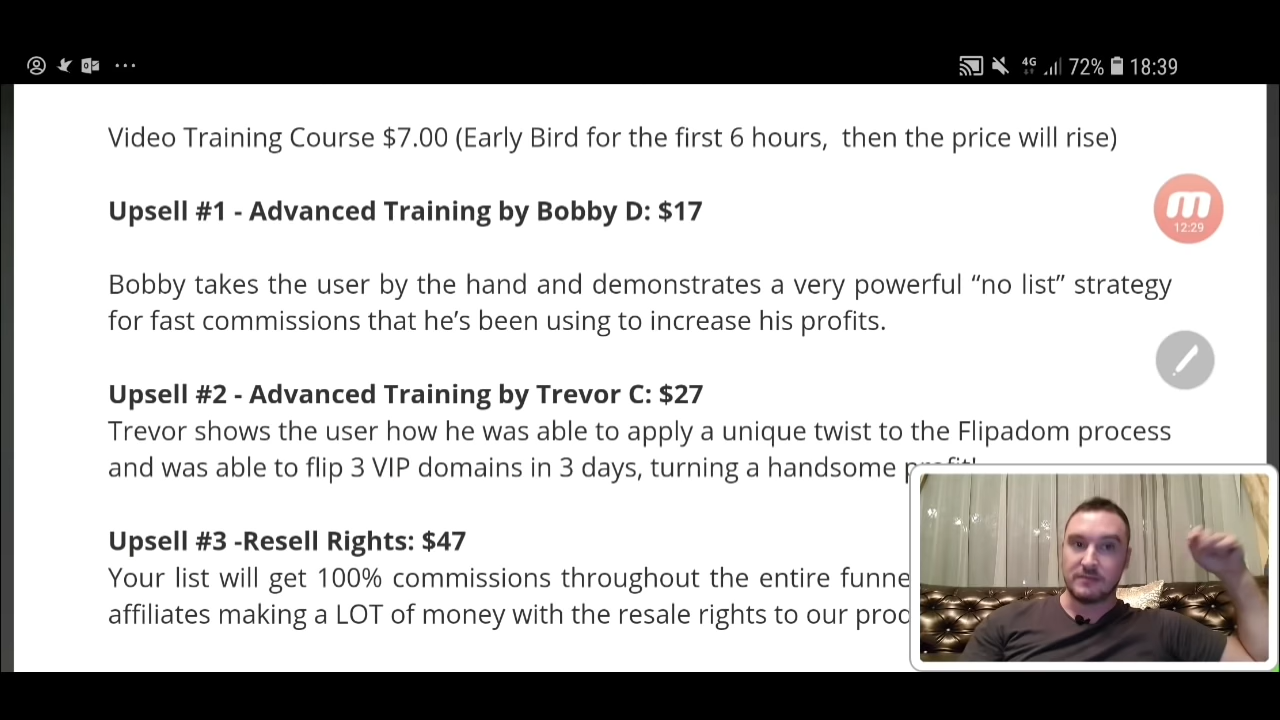 4G 72% 18:39
Video Training Course $7.00 (Early Bird for the first 6 hours,  then the price will rise)
12:29
Upsell #1 - Advanced Training by Bobby D: $17
Bobby takes the user by the hand and demonstrates a very powerful “no list” strategy
for fast commissions that he’s been using to increase his profits.
Upsell #2 - Advanced Training by Trevor C: $27
Trevor shows the user how he was able to apply a unique twist to the Flipadom process
and was able to flip 3 VIP domains in 3 days, turning a handsome profit!
Upsell #3 -Resell Rights: $47
Your list will get 100% commissions throughout the entire
affiliates making a LOT of money with the resale rights to our